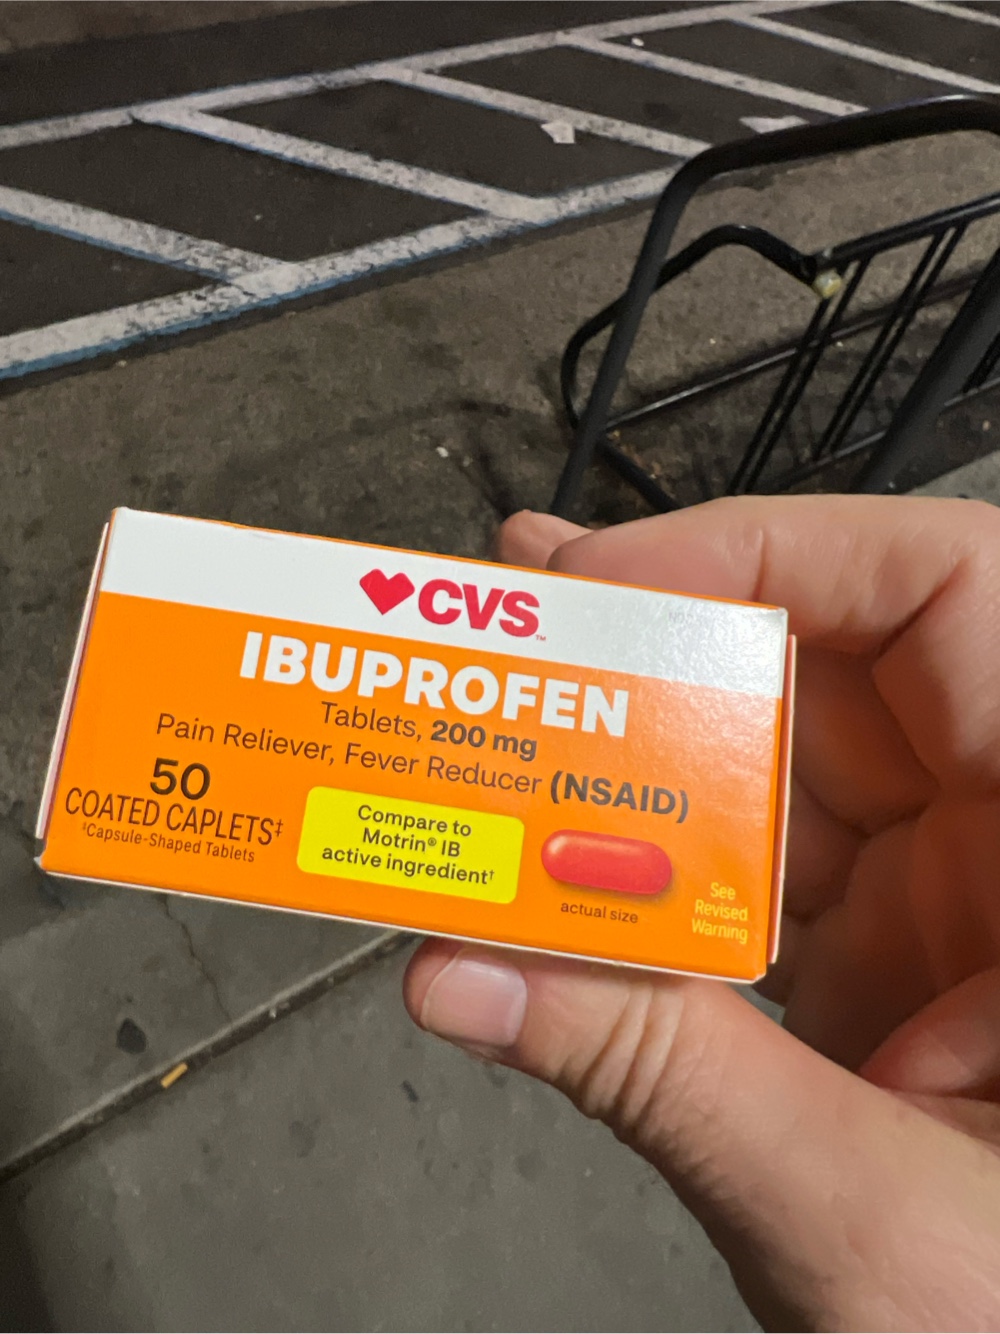 CVS™
IBUPROFEN
Tablets, 200 mg
Pain Reliever, Fever Reducer (NSAID)
50
COATED CAPLETS‡
‡Capsule-Shaped Tablets
Compare to
Motrin® IB
active ingredient†
actual size
See
Revised
Warning